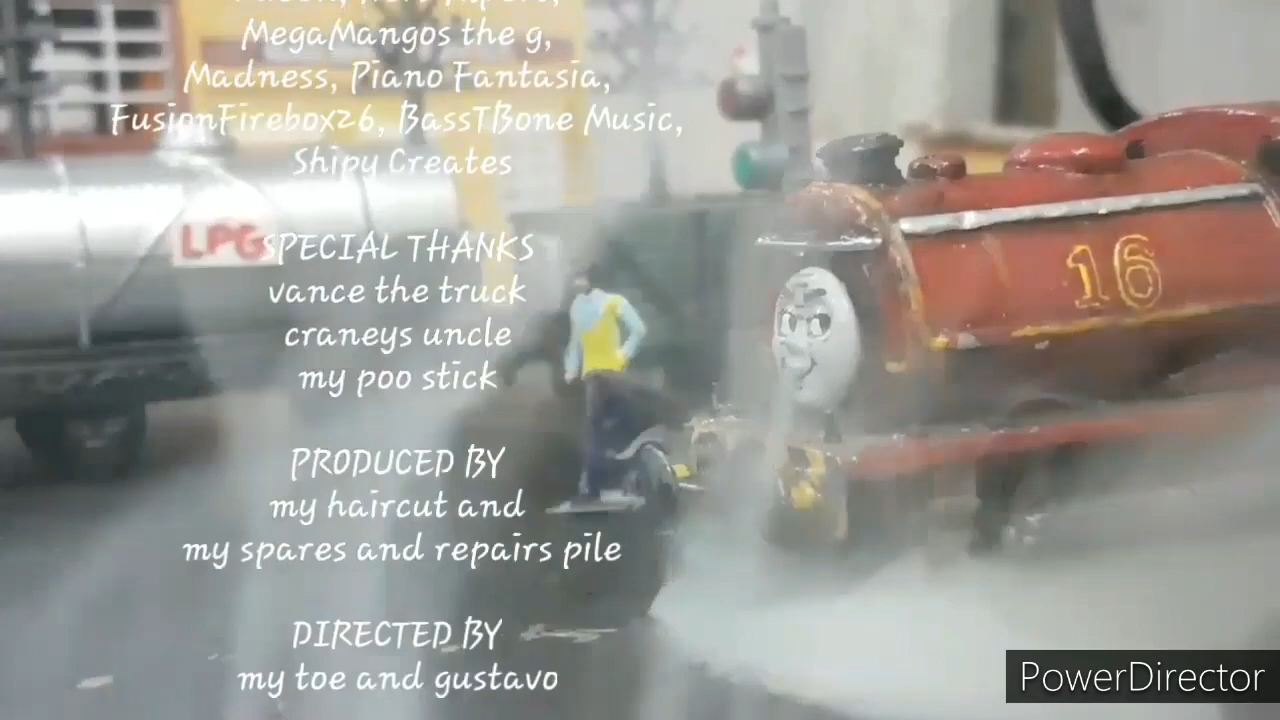 MegaMangos the g,
Madness, Piano Fantasia,
FusionFirebox26, BassTBone Music,
Shipy Creates
LPG
SPECIAL THANKS
vance the truck
craneys uncle
my poo stick
16
PRODUCED BY
my haircut and
my spares and repairs pile
DIRECTED BY
my toe and gustavo
PowerDirector